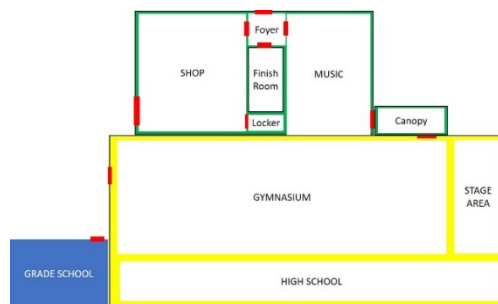 Foyer
SHOP
Finish
Room
MUSIC
Locker
Canopy
GYMNASIUM
STAGE
AREA
GRADE SCHOOL
HIGH SCHOOL